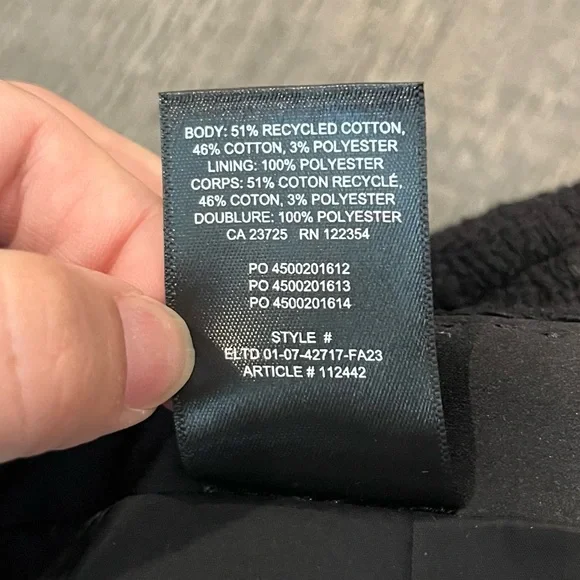 BODY: 51% RECYCLED COTTON,
46% COTTON, 3% POLYESTER
LINING: 100% POLYESTER
CORPS: 51% COTON RECYCLÉ,
46% COTON, 3% POLYESTER
DOUBLURE: 100% POLYESTER
CA 23725 RN 122354
PO 4500201612
PO 4500201613
PO 4500201614
STYLE #
ELTD 01-07-42717-FA23
ARTICLE # 112442